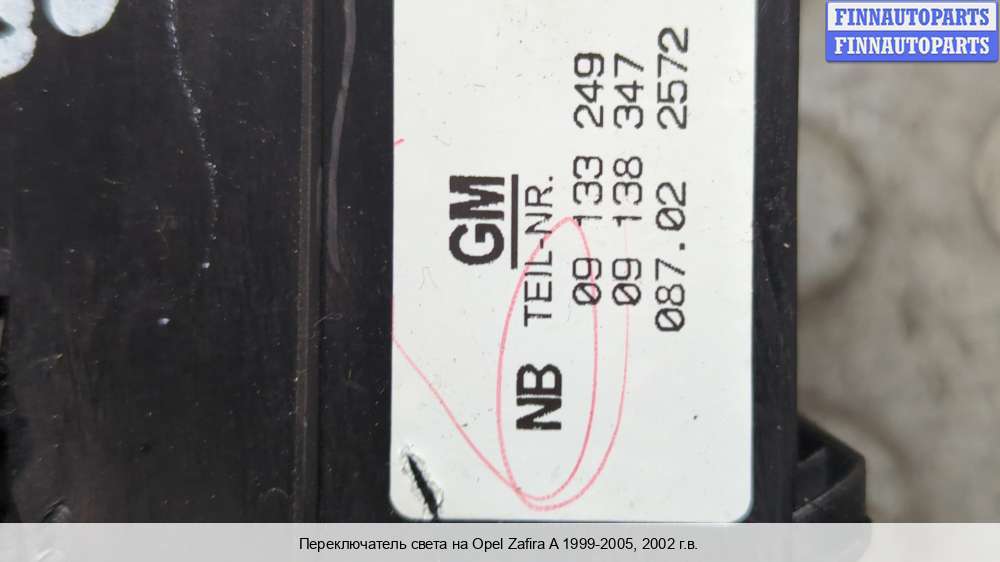 FINNAUTOPARTS
FINNAUTOPARTS
GM
NB TEIL-NR.
09 133 249
09 138 347
087.02 2572
Переключатель света на Opel Zafira A 1999-2005, 2002 г.в.